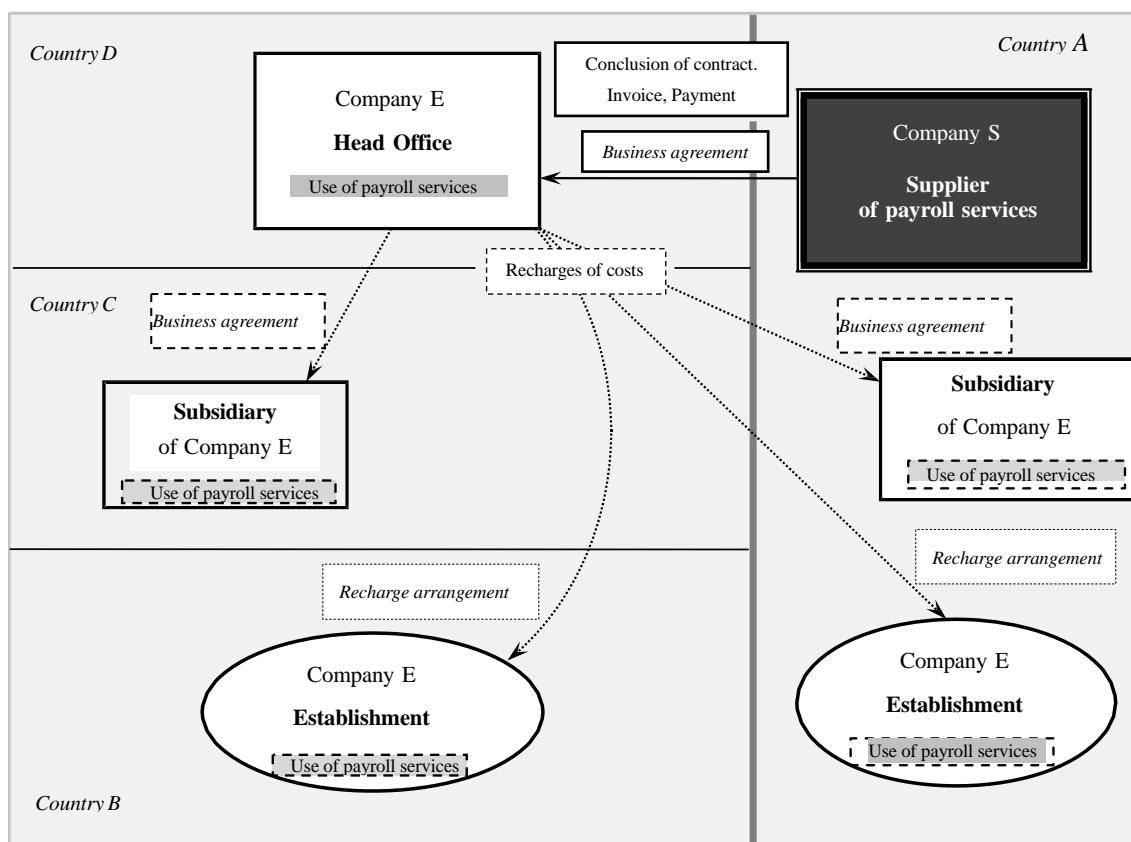 Country D
Country A
Company E
Head Office
Use of payroll services
Conclusion of contract.
Invoice, Payment
Business agreement
Company S
Supplier
of payroll services
Recharges of costs
Country C
Business agreement
Business agreement
Subsidiary
of Company E
Use of payroll services
Subsidiary
of Company E
Use of payroll services
Recharge arrangement
Recharge arrangement
Company E
Establishment
Use of payroll services
Company E
Establishment
Use of payroll services
Country B